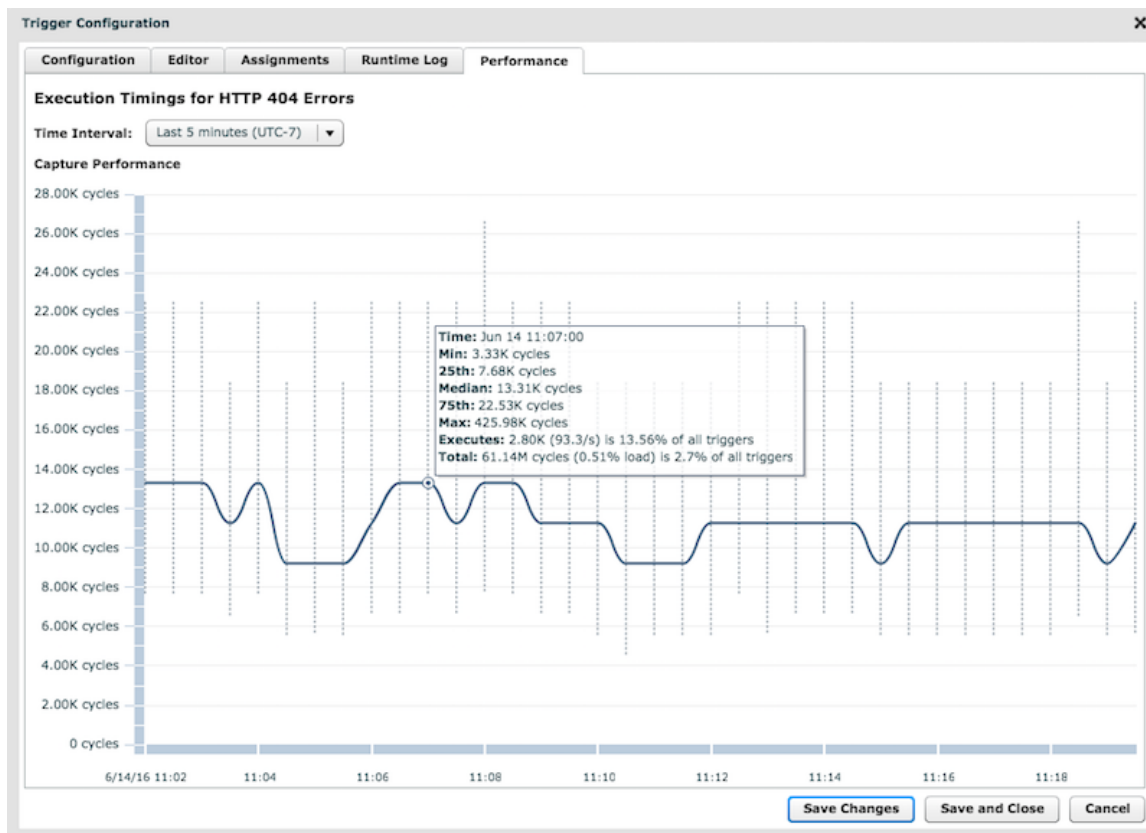 Trigger Configuration
Configuration Editor Assignments Runtime Log Performance
Execution Timings for HTTP 404 Errors
Time Interval: Last 5 minutes (UTC-7)
Capture Performance
28.00K cycles
26.00K cycles
24.00K cycles
22.00K cycles
20.00K cycles
18.00K cycles
16.00K cycles
14.00K cycles
12.00K cycles
10.00K cycles
8.00K cycles
6.00K cycles
4.00K cycles
2.00K cycles
0 cycles
Time: Jun 14 11:07:00
Min: 3.33K cycles
25th: 7.68K cycles
Median: 13.31K cycles
75th: 22.53K cycles
Max: 425.98K cycles
Executes: 2.80K (93.3/s) is 13.56% of all triggers
Total: 61.14M cycles (0.51% load) is 2.7% of all triggers
6/14/16 11:02 11:04 11:06 11:08 11:10 11:12 11:14 11:16 11:18
Save Changes Save and Close Cancel